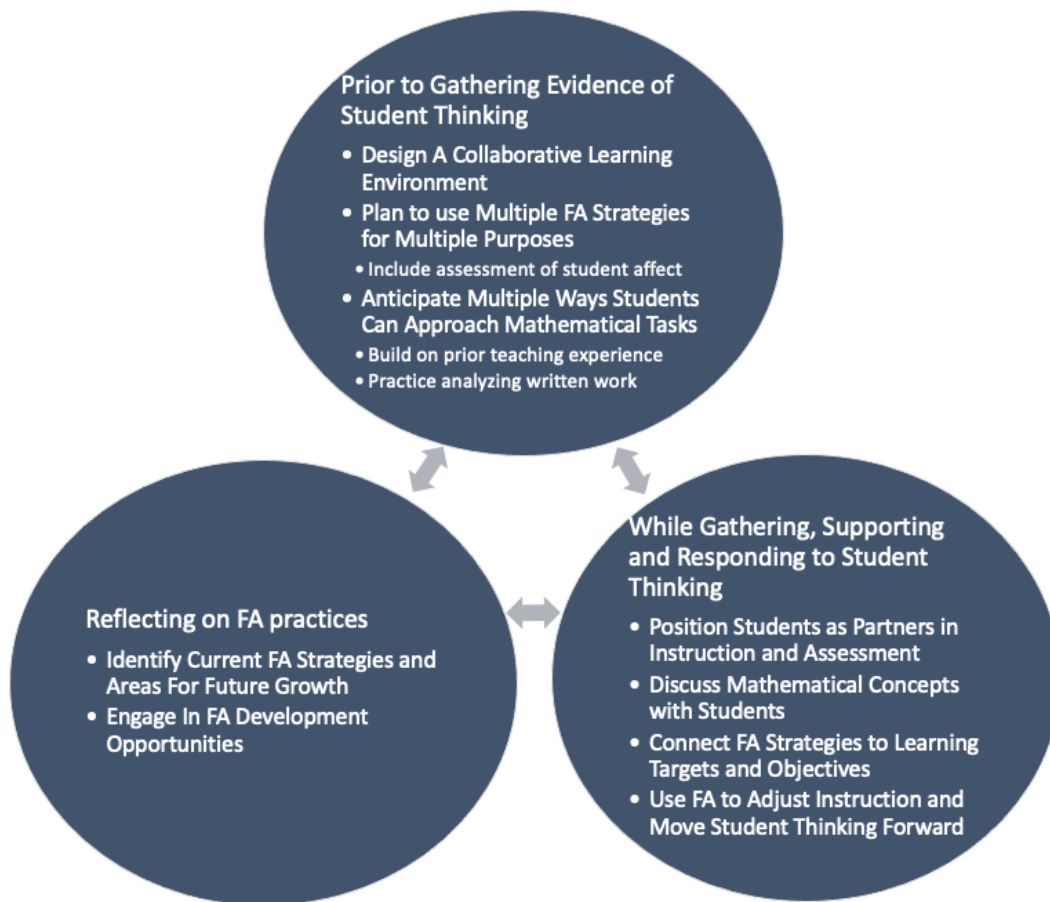 Prior to Gathering Evidence of
Student Thinking
• Design A Collaborative Learning
Environment
• Plan to use Multiple FA Strategies
for Multiple Purposes
• Include assessment of student affect
• Anticipate Multiple Ways Students
Can Approach Mathematical Tasks
• Build on prior teaching experience
• Practice analyzing written work
Reflecting on FA practices
• Identify Current FA Strategies and
Areas For Future Growth
• Engage In FA Development
Opportunities
While Gathering, Supporting
and Responding to Student
Thinking
• Position Students as Partners in
Instruction and Assessment
• Discuss Mathematical Concepts
with Students
• Connect FA Strategies to Learning
Targets and Objectives
• Use FA to Adjust Instruction and
Move Student Thinking Forward